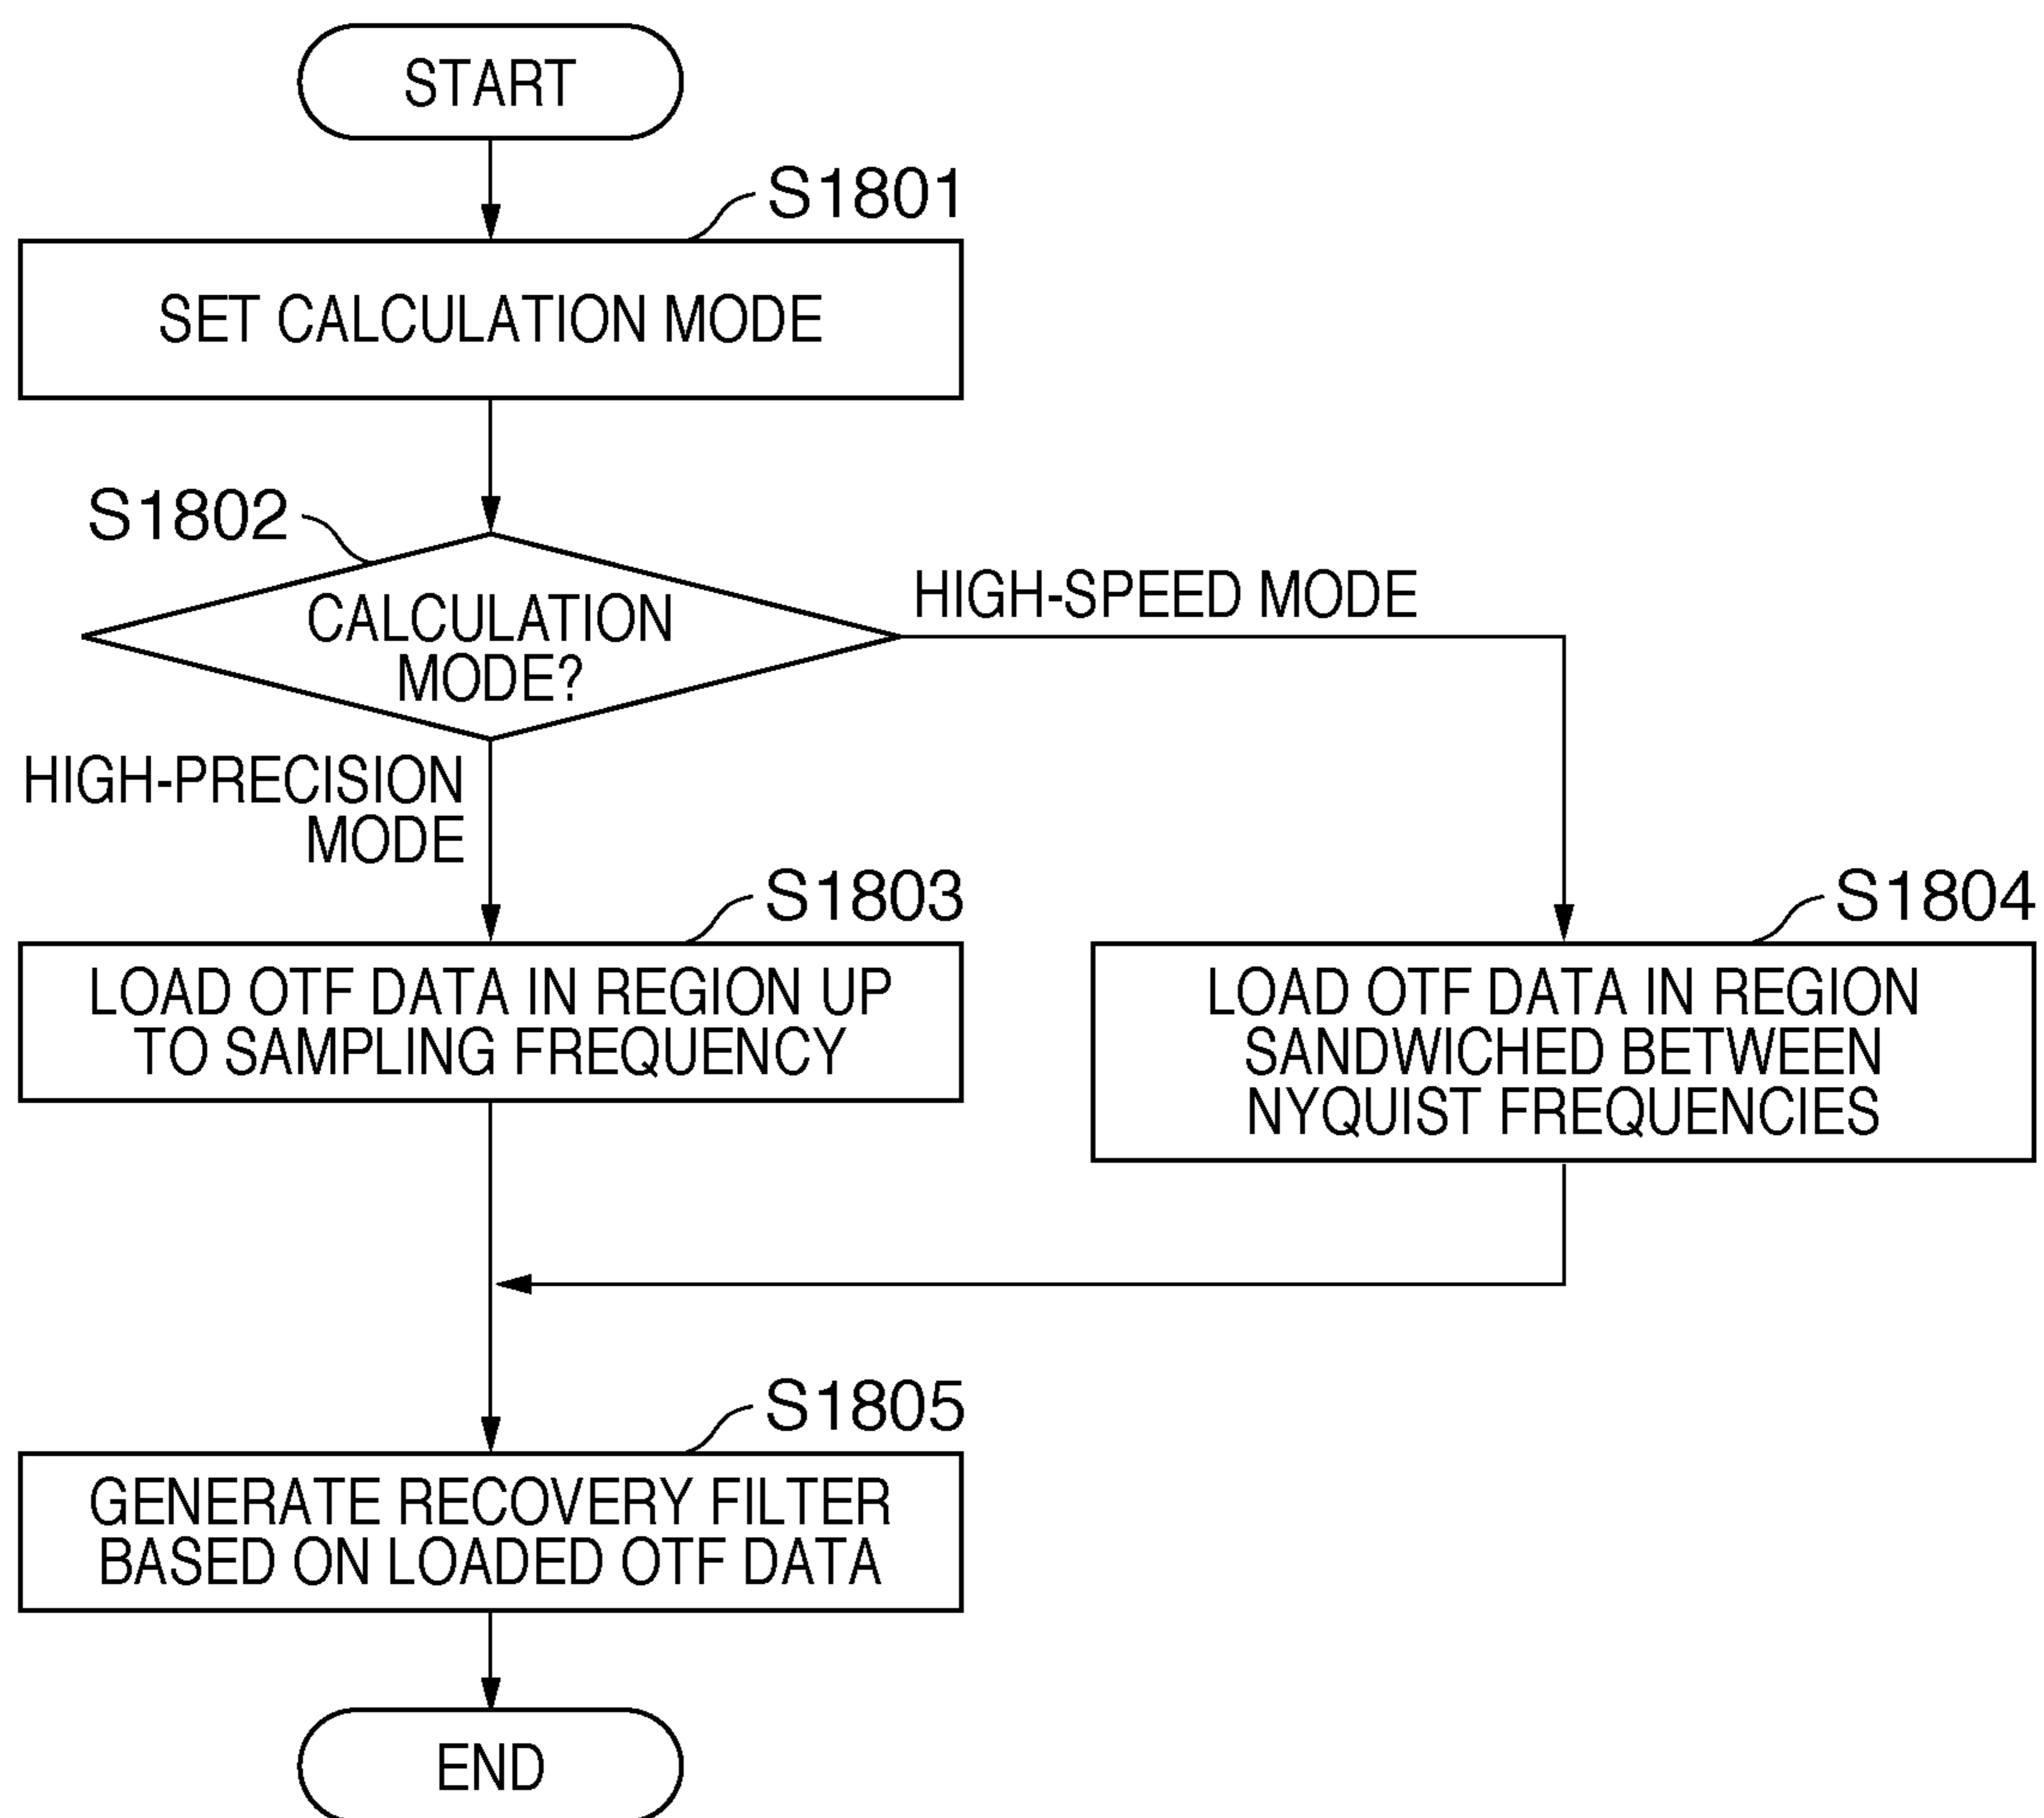 START
S1801
SET CALCULATION MODE
S1802
CALCULATION
MODE?
HIGH-SPEED MODE
HIGH-PRECISION
MODE
S1803
LOAD OTF DATA IN REGION UP
TO SAMPLING FREQUENCY
S1804
LOAD OTF DATA IN REGION
SANDWICHED BETWEEN
NYQUIST FREQUENCIES
S1805
GENERATE RECOVERY FILTER
BASED ON LOADED OTF DATA
END